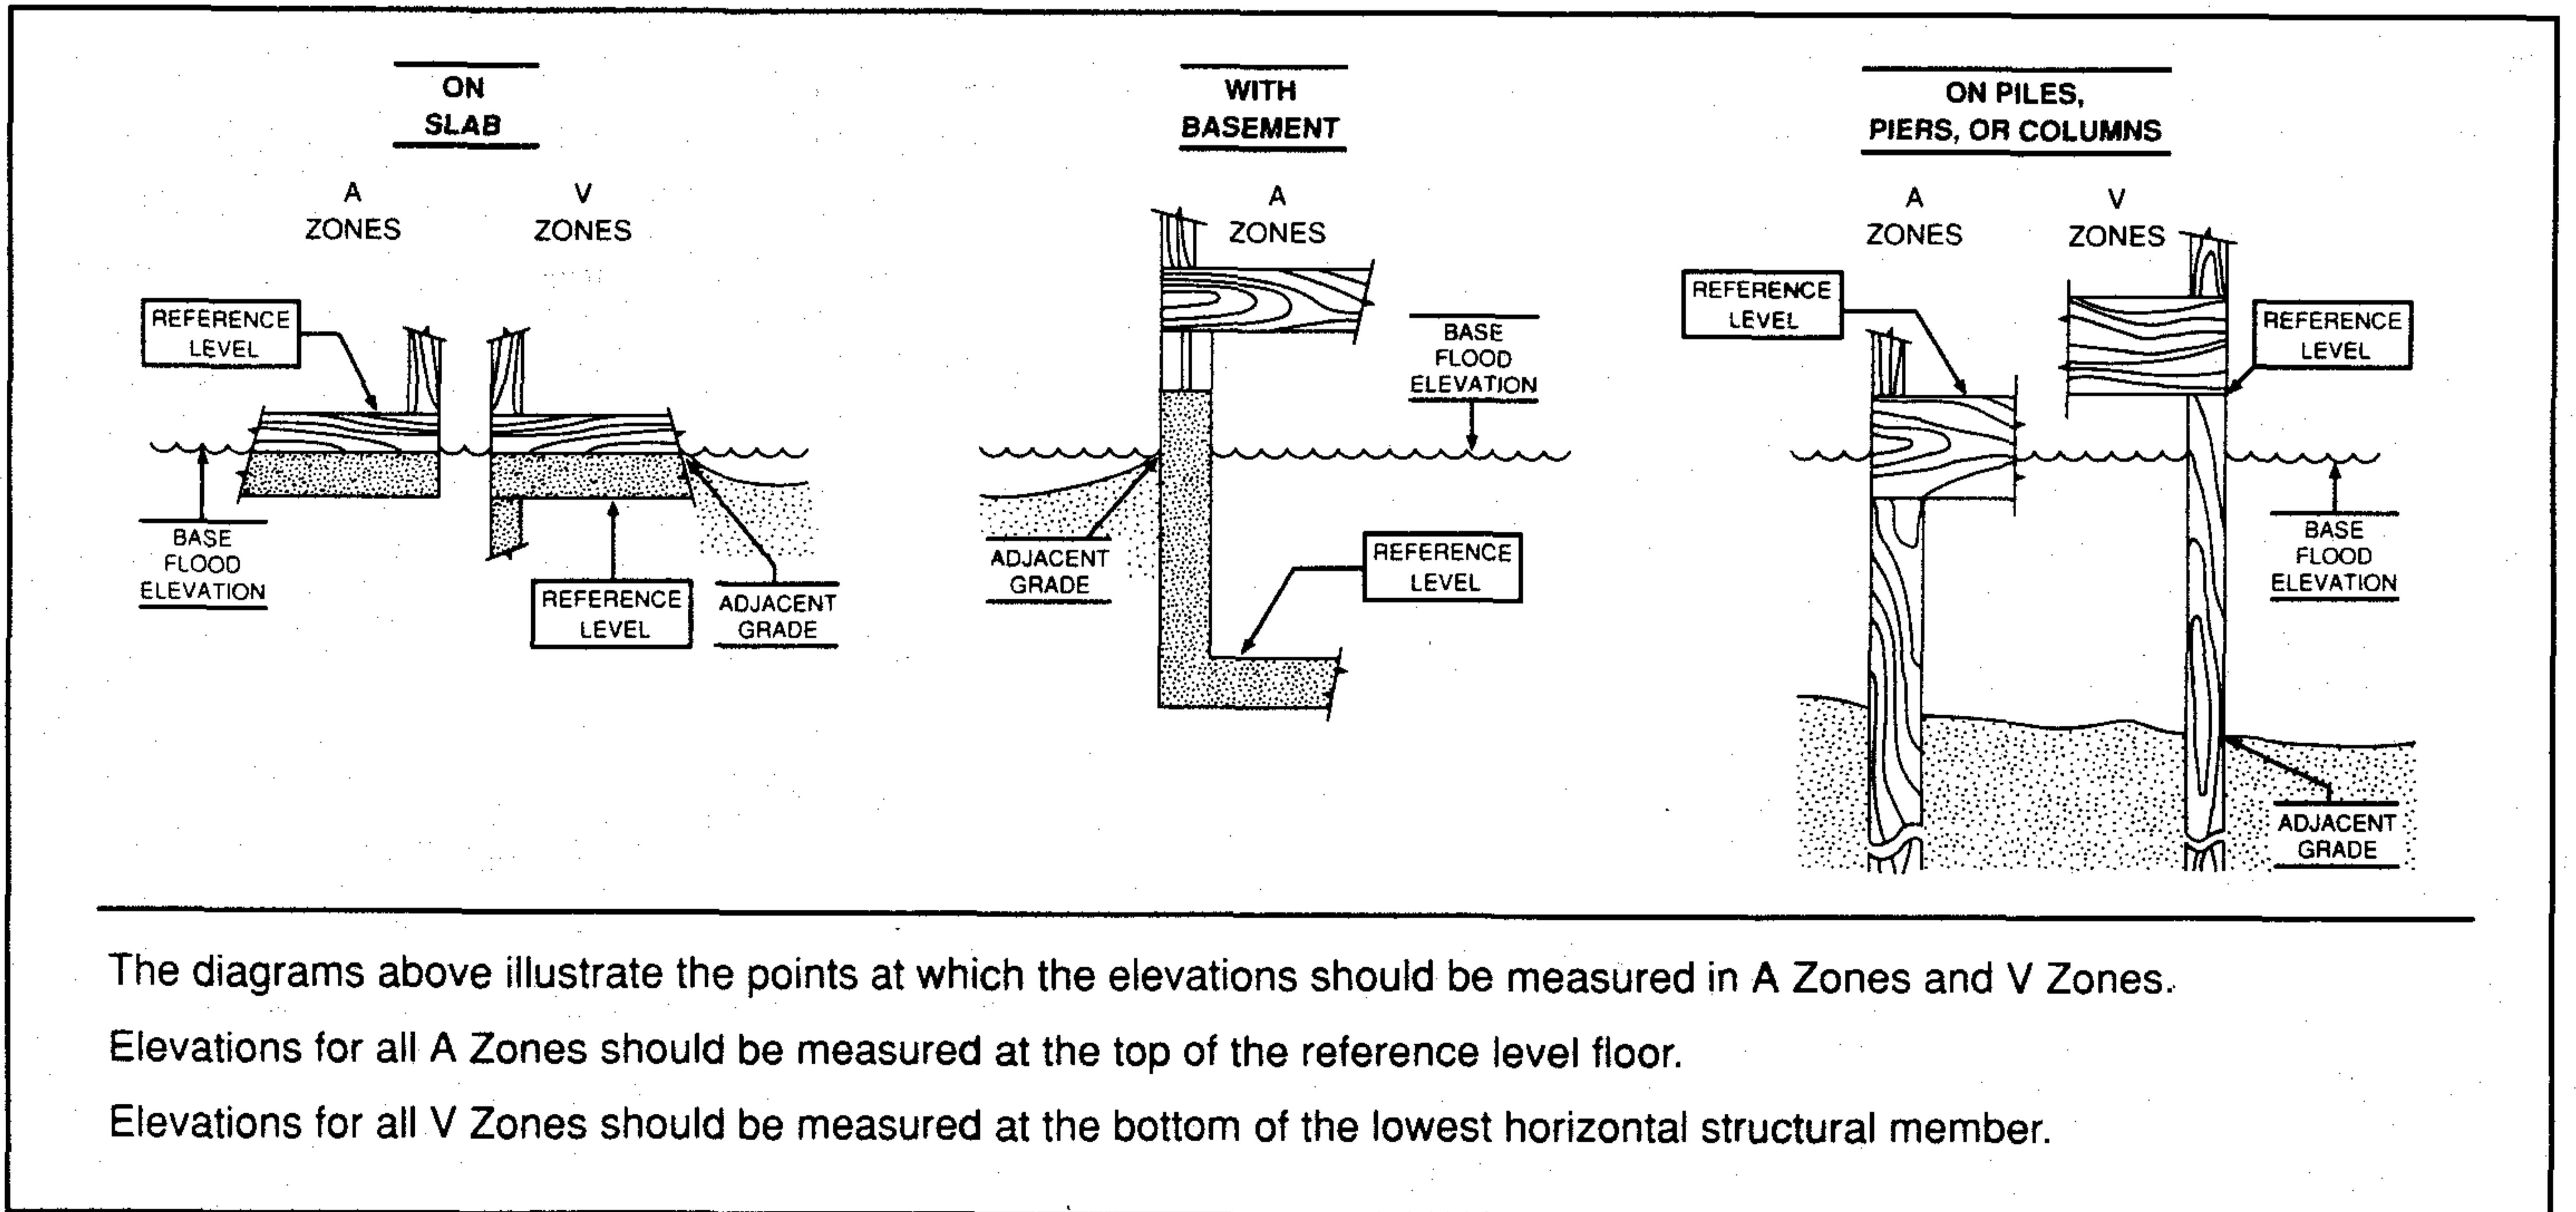 ON
SLAB
A
ZONES
V
ZONES
REFERENCE
LEVEL
BASE
FLOOD
ELEVATION
REFERENCE
LEVEL
ADJACENT
GRADE
WITH
BASEMENT
A
ZONES
BASE
FLOOD
ELEVATION
ADJACENT
GRADE
REFERENCE
LEVEL
ON PILES,
PIERS, OR COLUMNS
A
ZONES
V
ZONES
REFERENCE
LEVEL
REFERENCE
LEVEL
BASE
FLOOD
ELEVATION
ADJACENT
GRADE
The diagrams above illustrate the points at which the elevations should be measured in A Zones and V Zones.
Elevations for all A Zones should be measured at the top of the reference level floor.
Elevations for all V Zones should be measured at the bottom of the lowest horizontal structural member.